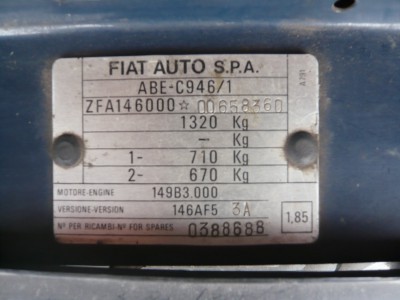 FIAT AUTO S.P.A.
ABE-C946/1
ZFA146000☆00658360
1320 Kg
– Kg
1- 710 Kg
2- 670 Kg
MOTORE-ENGINE 149B3.000
VERSIONE-VERSION 146AF5 3A
Nº PER RICAMBI-Nº FOR SPARES 0388688
1,85